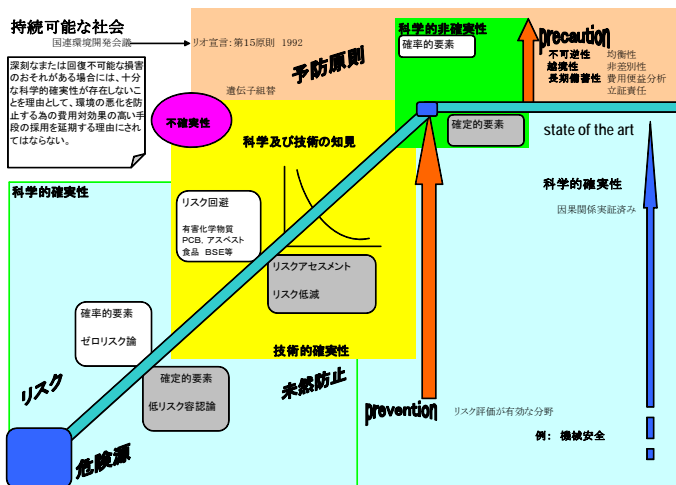 持続可能な社会
国連環境開発会議
リオ宣言：第15原則 1992
深刻なまたは回復不可能な損害
のおそれがある場合には、十分
な科学的確実性が存在しないこ
とを理由として、環境の悪化を防
止する為の費用対効果の高い手
段の採用を延期する理由にされ
てはならない。
予防原則
遺伝子組替
不確実性
科学的非確実性
確率的要素
precaution
不可逆性
越境性
長期蓄着性
均衡性
非差別性
費用便益分析
立証責任
確定的要素
state of the art
科学及び技術の知見
科学的確実性
リスク回避
有害化学物質
PCB、アスベスト
食品 BSE等
リスクアセスメント
リスク低減
科学的確実性
因果関係実証済み
確率的要素
ゼロリスク論
技術的確実性
確定的要素
低リスク容認論
未然防止
リスク
危険源
prevention
リスク評価が有効な分野
例： 機械安全